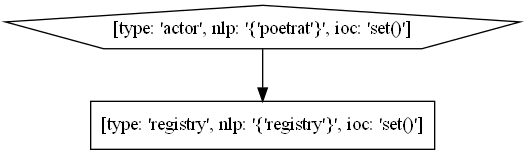 [type: 'actor', nlp: '{'poetrat'}', ioc: 'set()']
[type: 'registry', nlp: '{'registry'}', ioc: 'set()']